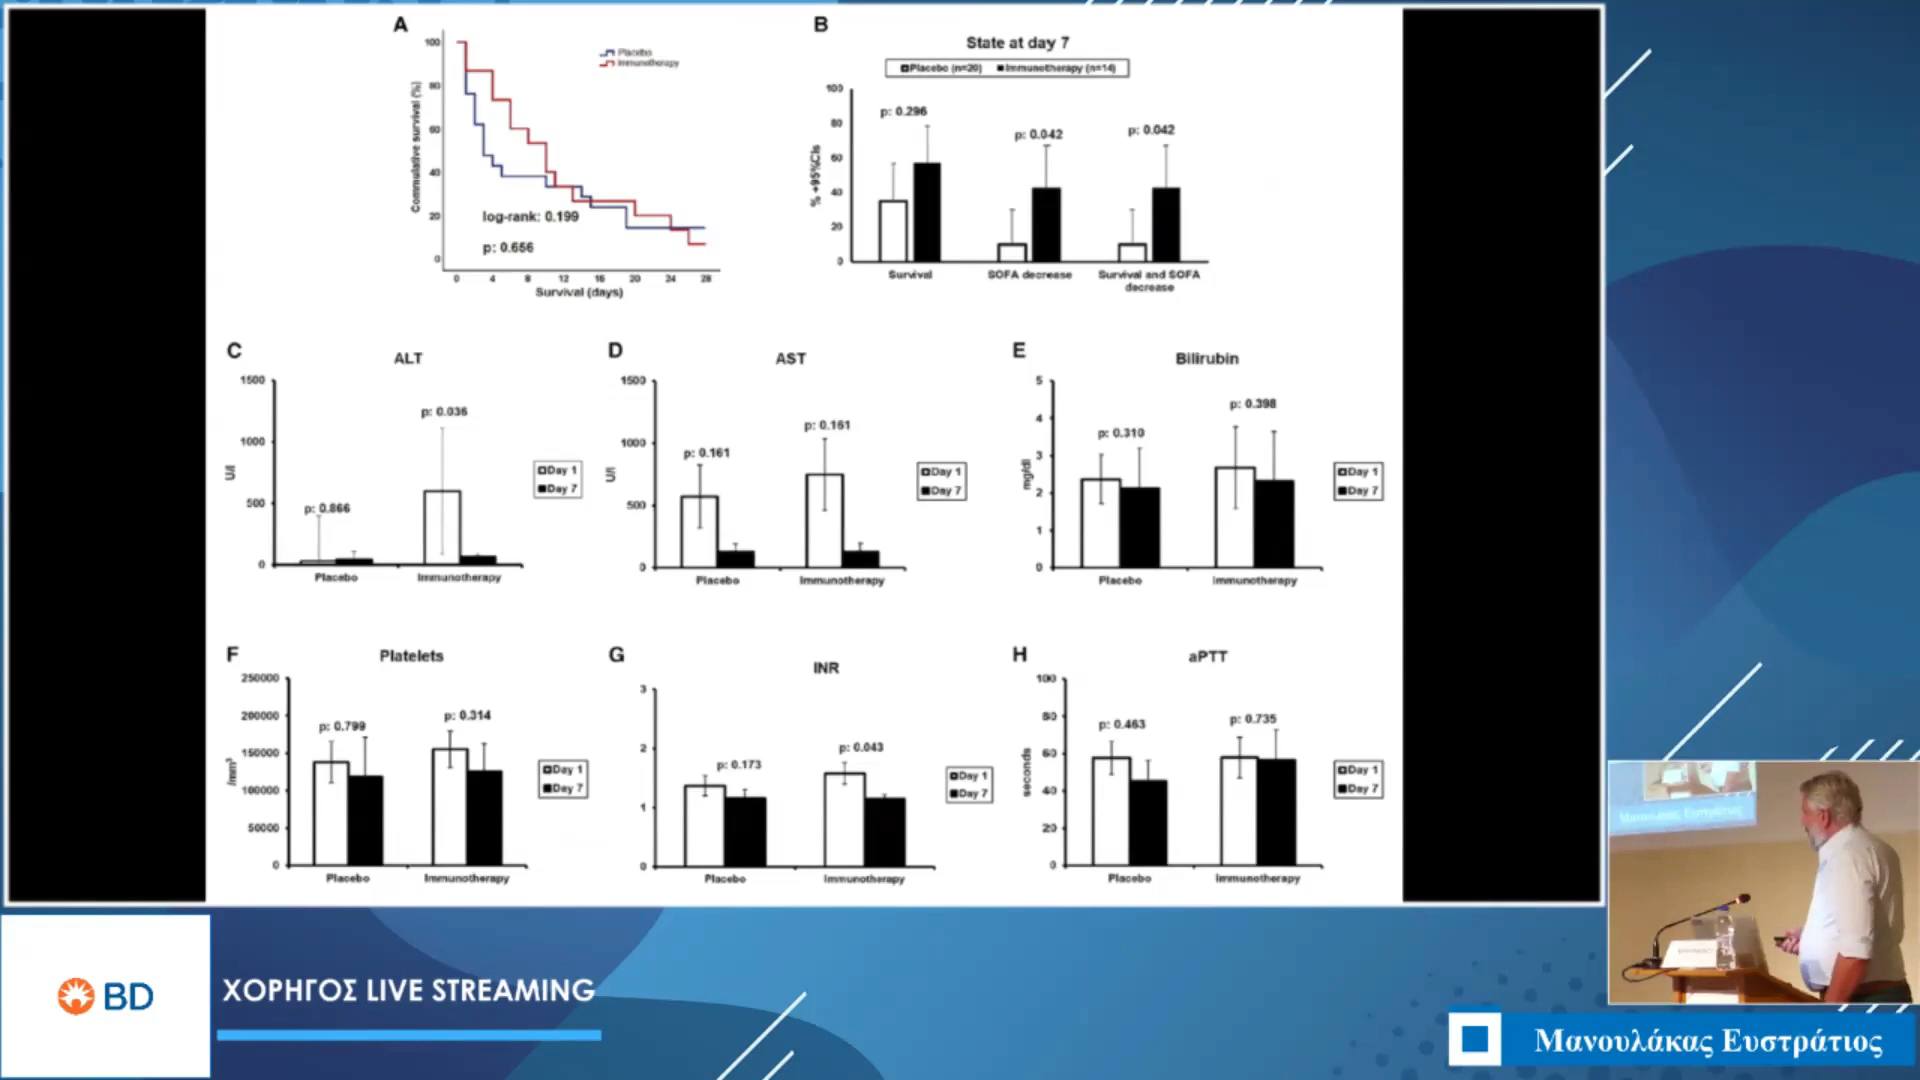 A
100
80
60
40
20
0
Commulative survival (%)
Placebo
Immunotherapy
log-rank: 0.199
p: 0.656
0 4 8 12 16 20 24 28
Survival (days)
B
State at day 7
Placebo (n=20) Immunotherapy (n=14)
% +95%CIs
100
80
60
40
20
0
p: 0.296
p: 0.042
p: 0.042
Survival
SOFA decrease
Survival and SOFA
decrease
C
ALT
U/l
1500
1000
500
0
p: 0.866
p: 0.036
Day 1
Day 7
Placebo
Immunotherapy
D
AST
U/l
1500
1000
500
0
p: 0.161
p: 0.161
Day 1
Day 7
Placebo
Immunotherapy
E
Bilirubin
mg/dl
5
4
3
2
1
0
p: 0.310
p: 0.398
Day 1
Day 7
Placebo
Immunotherapy
F
Platelets
/mm³
250000
200000
150000
100000
50000
0
p: 0.799
p: 0.314
Day 1
Day 7
Placebo
Immunotherapy
G
INR
3
2
1
0
p: 0.173
p: 0.043
Day 1
Day 7
Placebo
Immunotherapy
H
aPTT
seconds
100
80
60
40
20
0
p: 0.463
p: 0.735
Day 1
Day 7
Placebo
Immunotherapy
Μανουλάκας Ευστράτιος
BD
ΧΟΡΗΓΟΣ LIVE STREAMING
Μανουλάκας Ευστράτιος